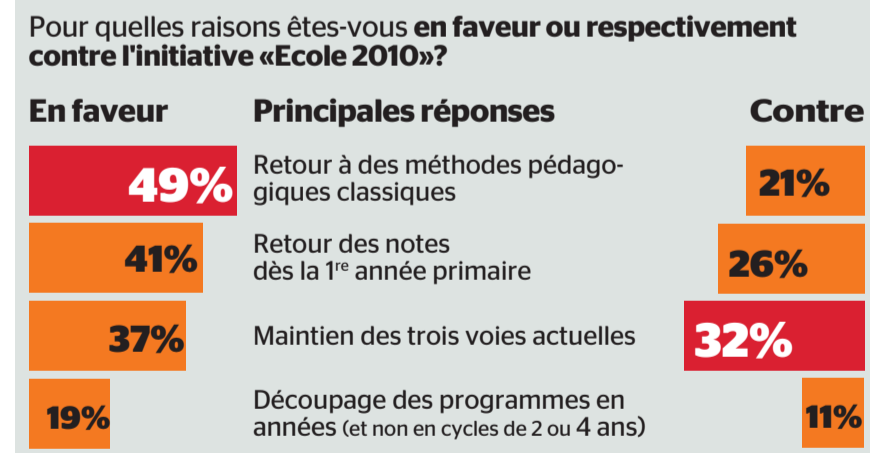 Pour quelles raisons êtes-vous en faveur ou respectivement
contre l'initiative «Ecole 2010»?
En faveur Principales réponses Contre
49% Retour à des méthodes pédago-
giques classiques 21%
41% Retour des notes
dès la 1re année primaire 26%
37% Maintien des trois voies actuelles 32%
19% Découpage des programmes en
années (et non en cycles de 2 ou 4 ans) 11%